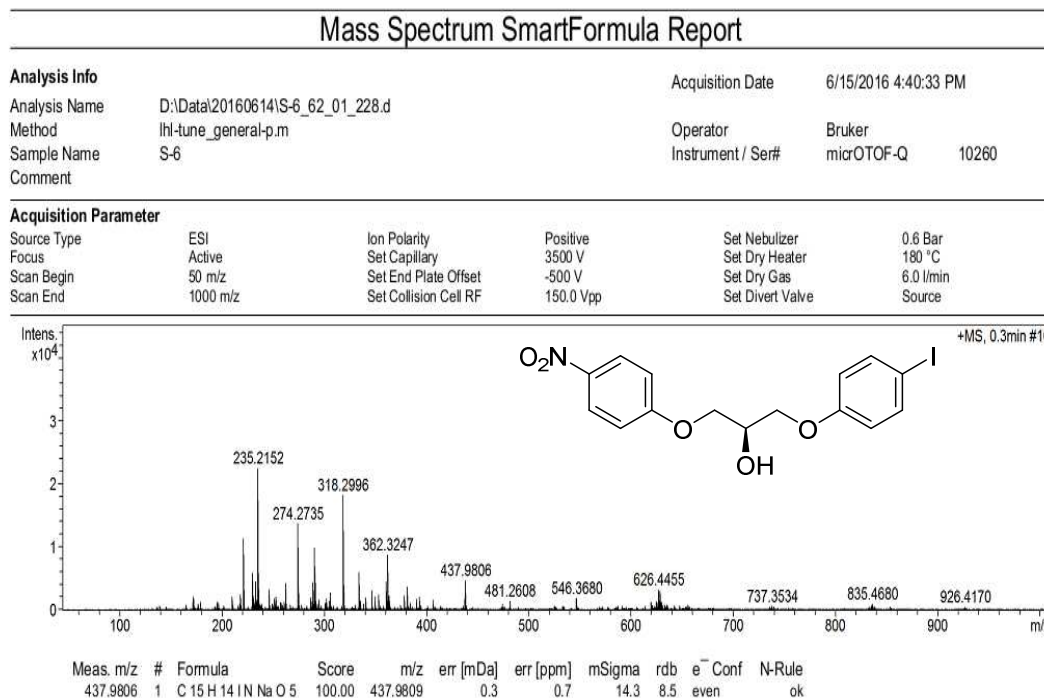 Mass Spectrum SmartFormula Report
Analysis Info
Acquisition Date 6/15/2016 4:40:33 PM
Analysis Name D:\Data\20160614\S-6_62_01_228.d
Method lhl-tune_general-p.m Operator Bruker
Sample Name S-6 Instrument / Ser# micrOTOF-Q 10260
Comment
Acquisition Parameter
Source Type ESI Ion Polarity Positive Set Nebulizer 0.6 Bar
Focus Active Set Capillary 3500 V Set Dry Heater 180 °C
Scan Begin 50 m/z Set End Plate Offset -500 V Set Dry Gas 6.0 l/min
Scan End 1000 m/z Set Collision Cell RF 150.0 Vpp Set Divert Valve Source
Intens. +MS, 0.3min
x10⁴
O₂N I
O O
OH
3
235.2152
2
318.2996
274.2735
1
362.3247
437.9806
481.2608 546.3680 626.4455 737.3534 835.4680 926.4170
0
100 200 300 400 500 600 700 800 900
Meas. m/z # Formula Score m/z err [mDa] err [ppm] mSigma rdb e⁻ Conf N-Rule
437.9806 1 C 15 H 14 I N Na O 5 100.00 437.9809 0.3 0.7 14.3 8.5 even ok